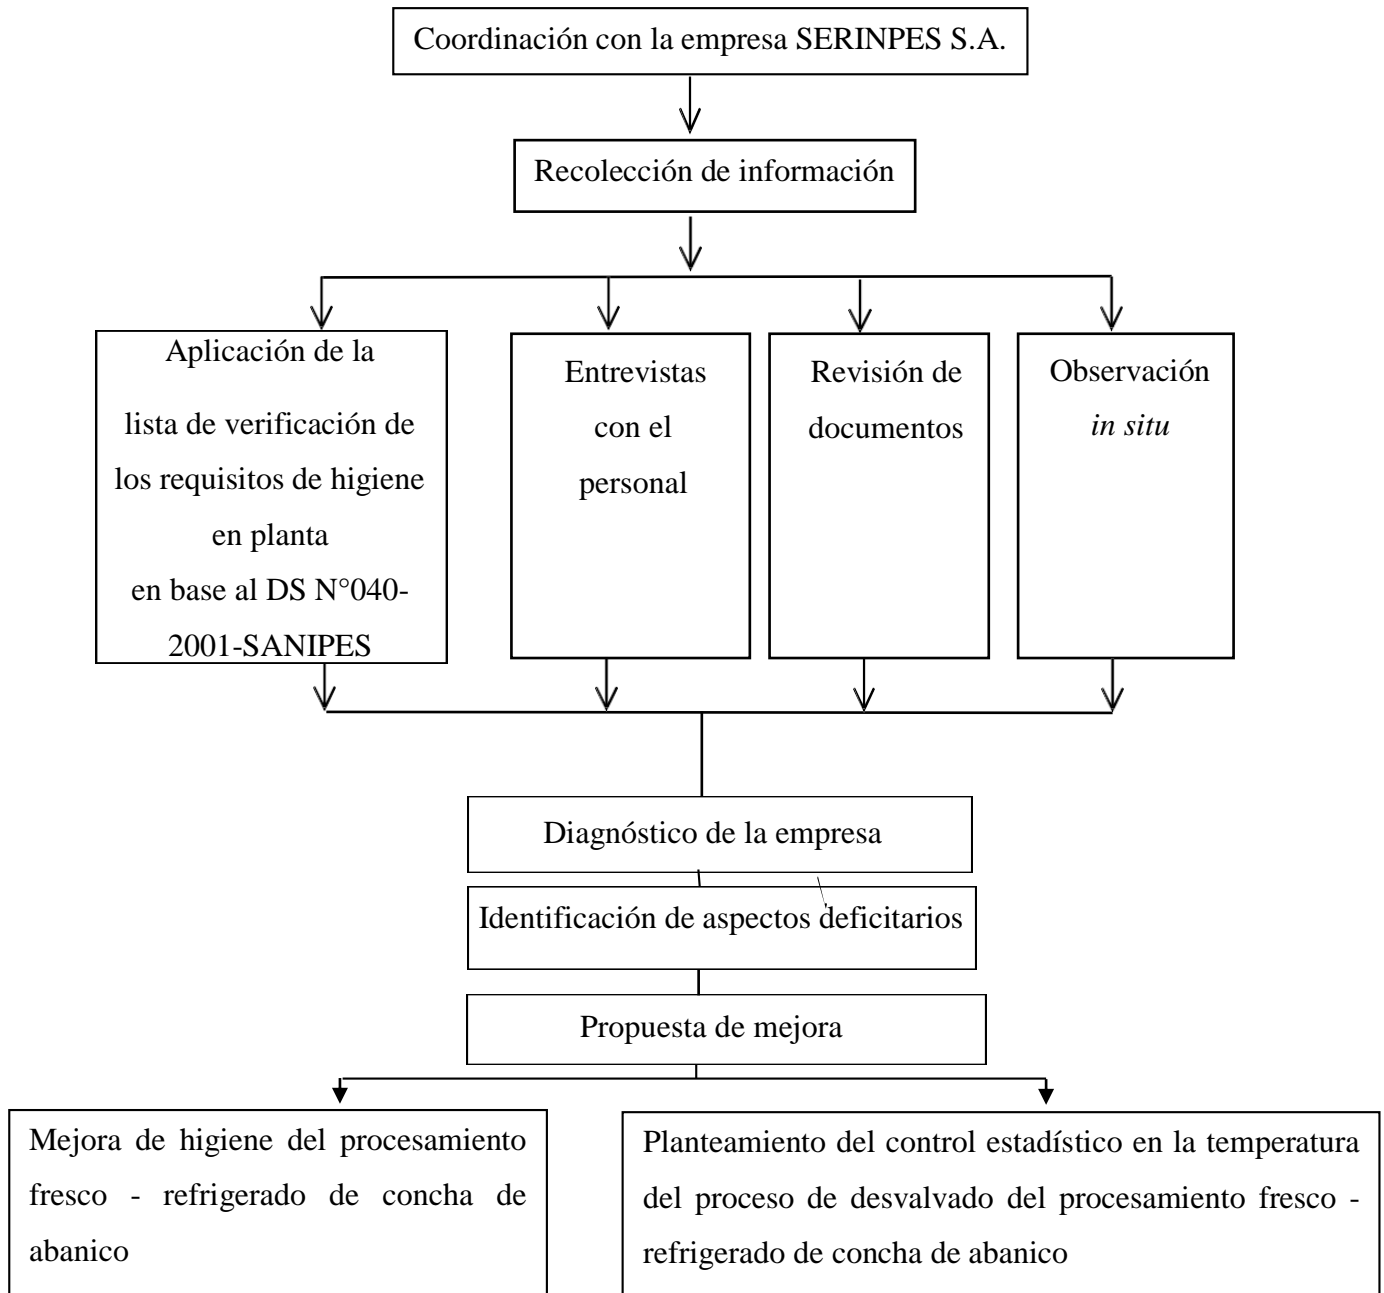 Coordinación con la empresa SERINPES S.A.
Recolección de información
Aplicación de la
lista de verificación de
los requisitos de higiene
en planta
en base al DS N°040-
2001-SANIPES
Entrevistas
con el
personal
Revisión de
documentos
Observación
in situ
Diagnóstico de la empresa
Identificación de aspectos deficitarios
Propuesta de mejora
Mejora de higiene del procesamiento
fresco - refrigerado de concha de
abanico
Planteamiento del control estadístico en la temperatura
del proceso de desvalvado del procesamiento fresco -
refrigerado de concha de abanico